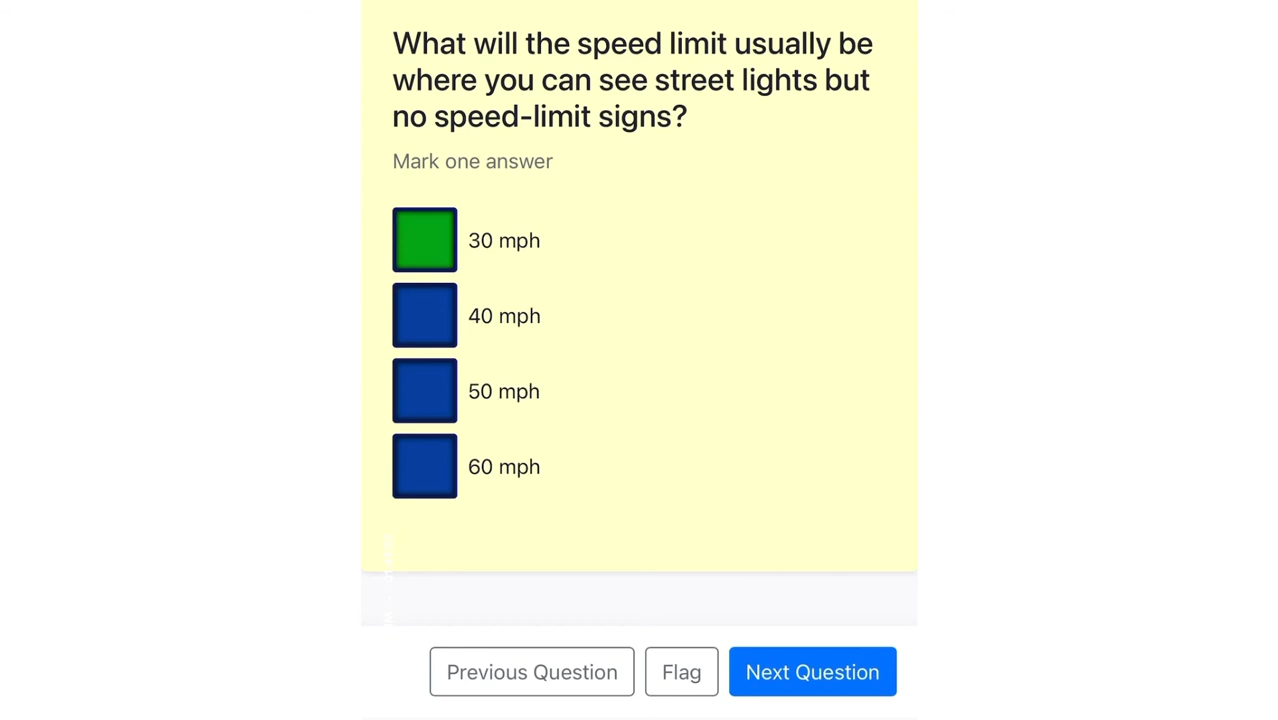 What will the speed limit usually be
where you can see street lights but
no speed-limit signs?
Mark one answer
30 mph
40 mph
50 mph
60 mph
Previous Question
Flag
Next Question